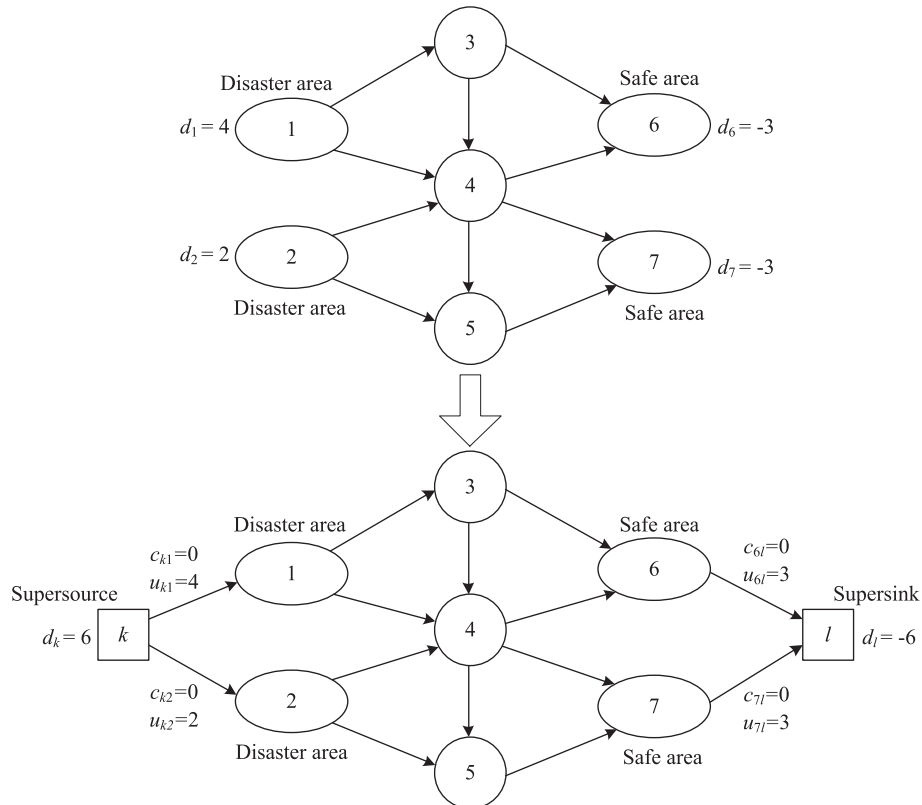 3
Disaster area
Safe area
d1 = 4
1
6
d6 = -3
4
d2 = 2
2
7
d7 = -3
Disaster area
Safe area
5
3
Disaster area
Safe area
ck1=0
uk1=4
1
6
c6l=0
u6l=3
Supersource
Supersink
dk = 6
k
4
l
dl = -6
ck2=0
uk2=2
2
7
c7l=0
u7l=3
Disaster area
Safe area
5